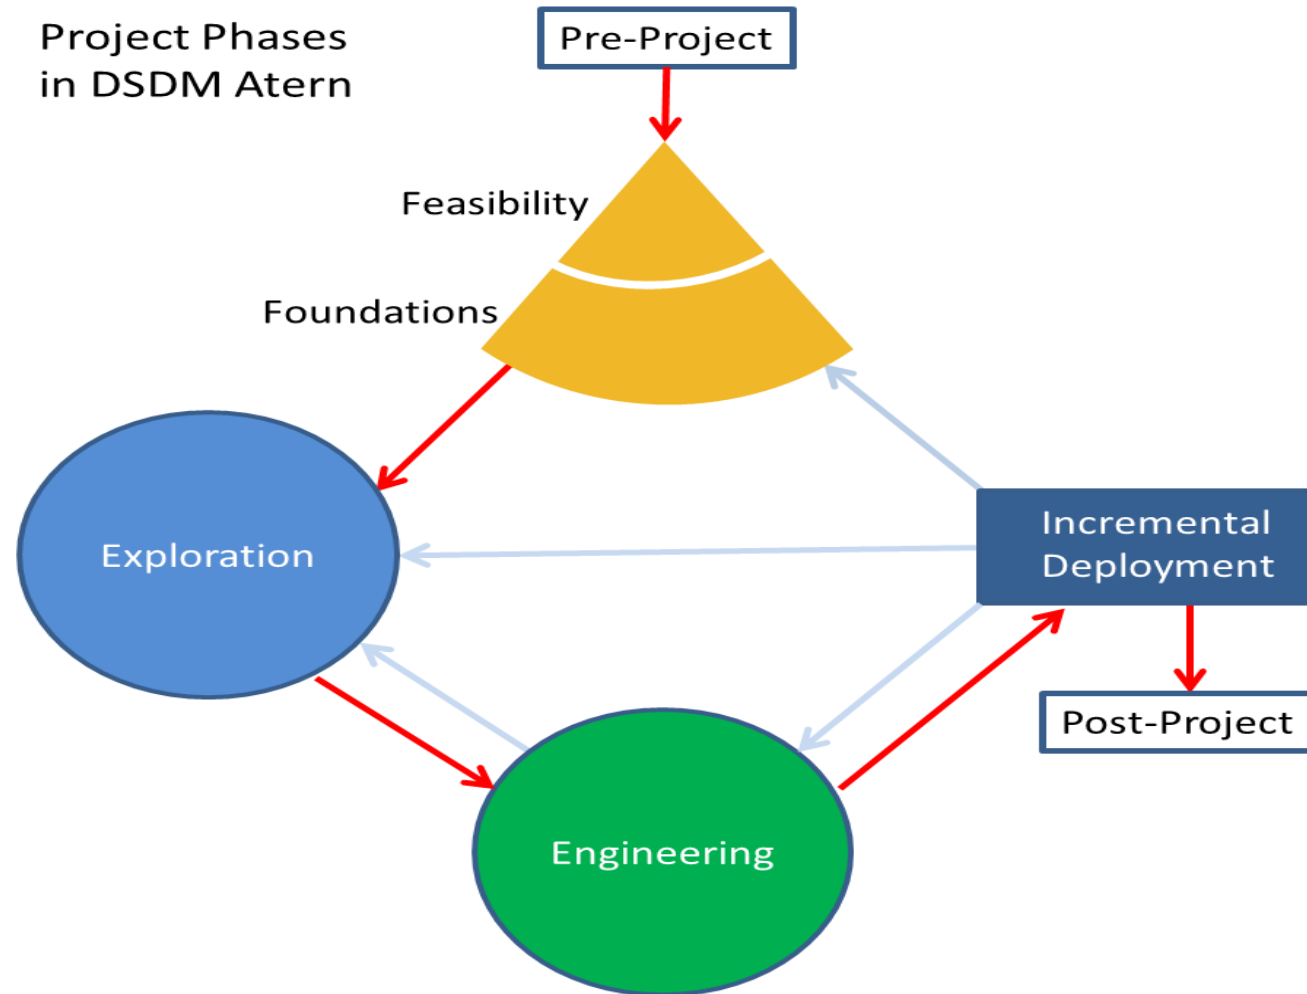 Project Phases
in DSDM Atern
Pre-Project
Feasibility
Foundations
Exploration
Incremental
Deployment
Post-Project
Engineering